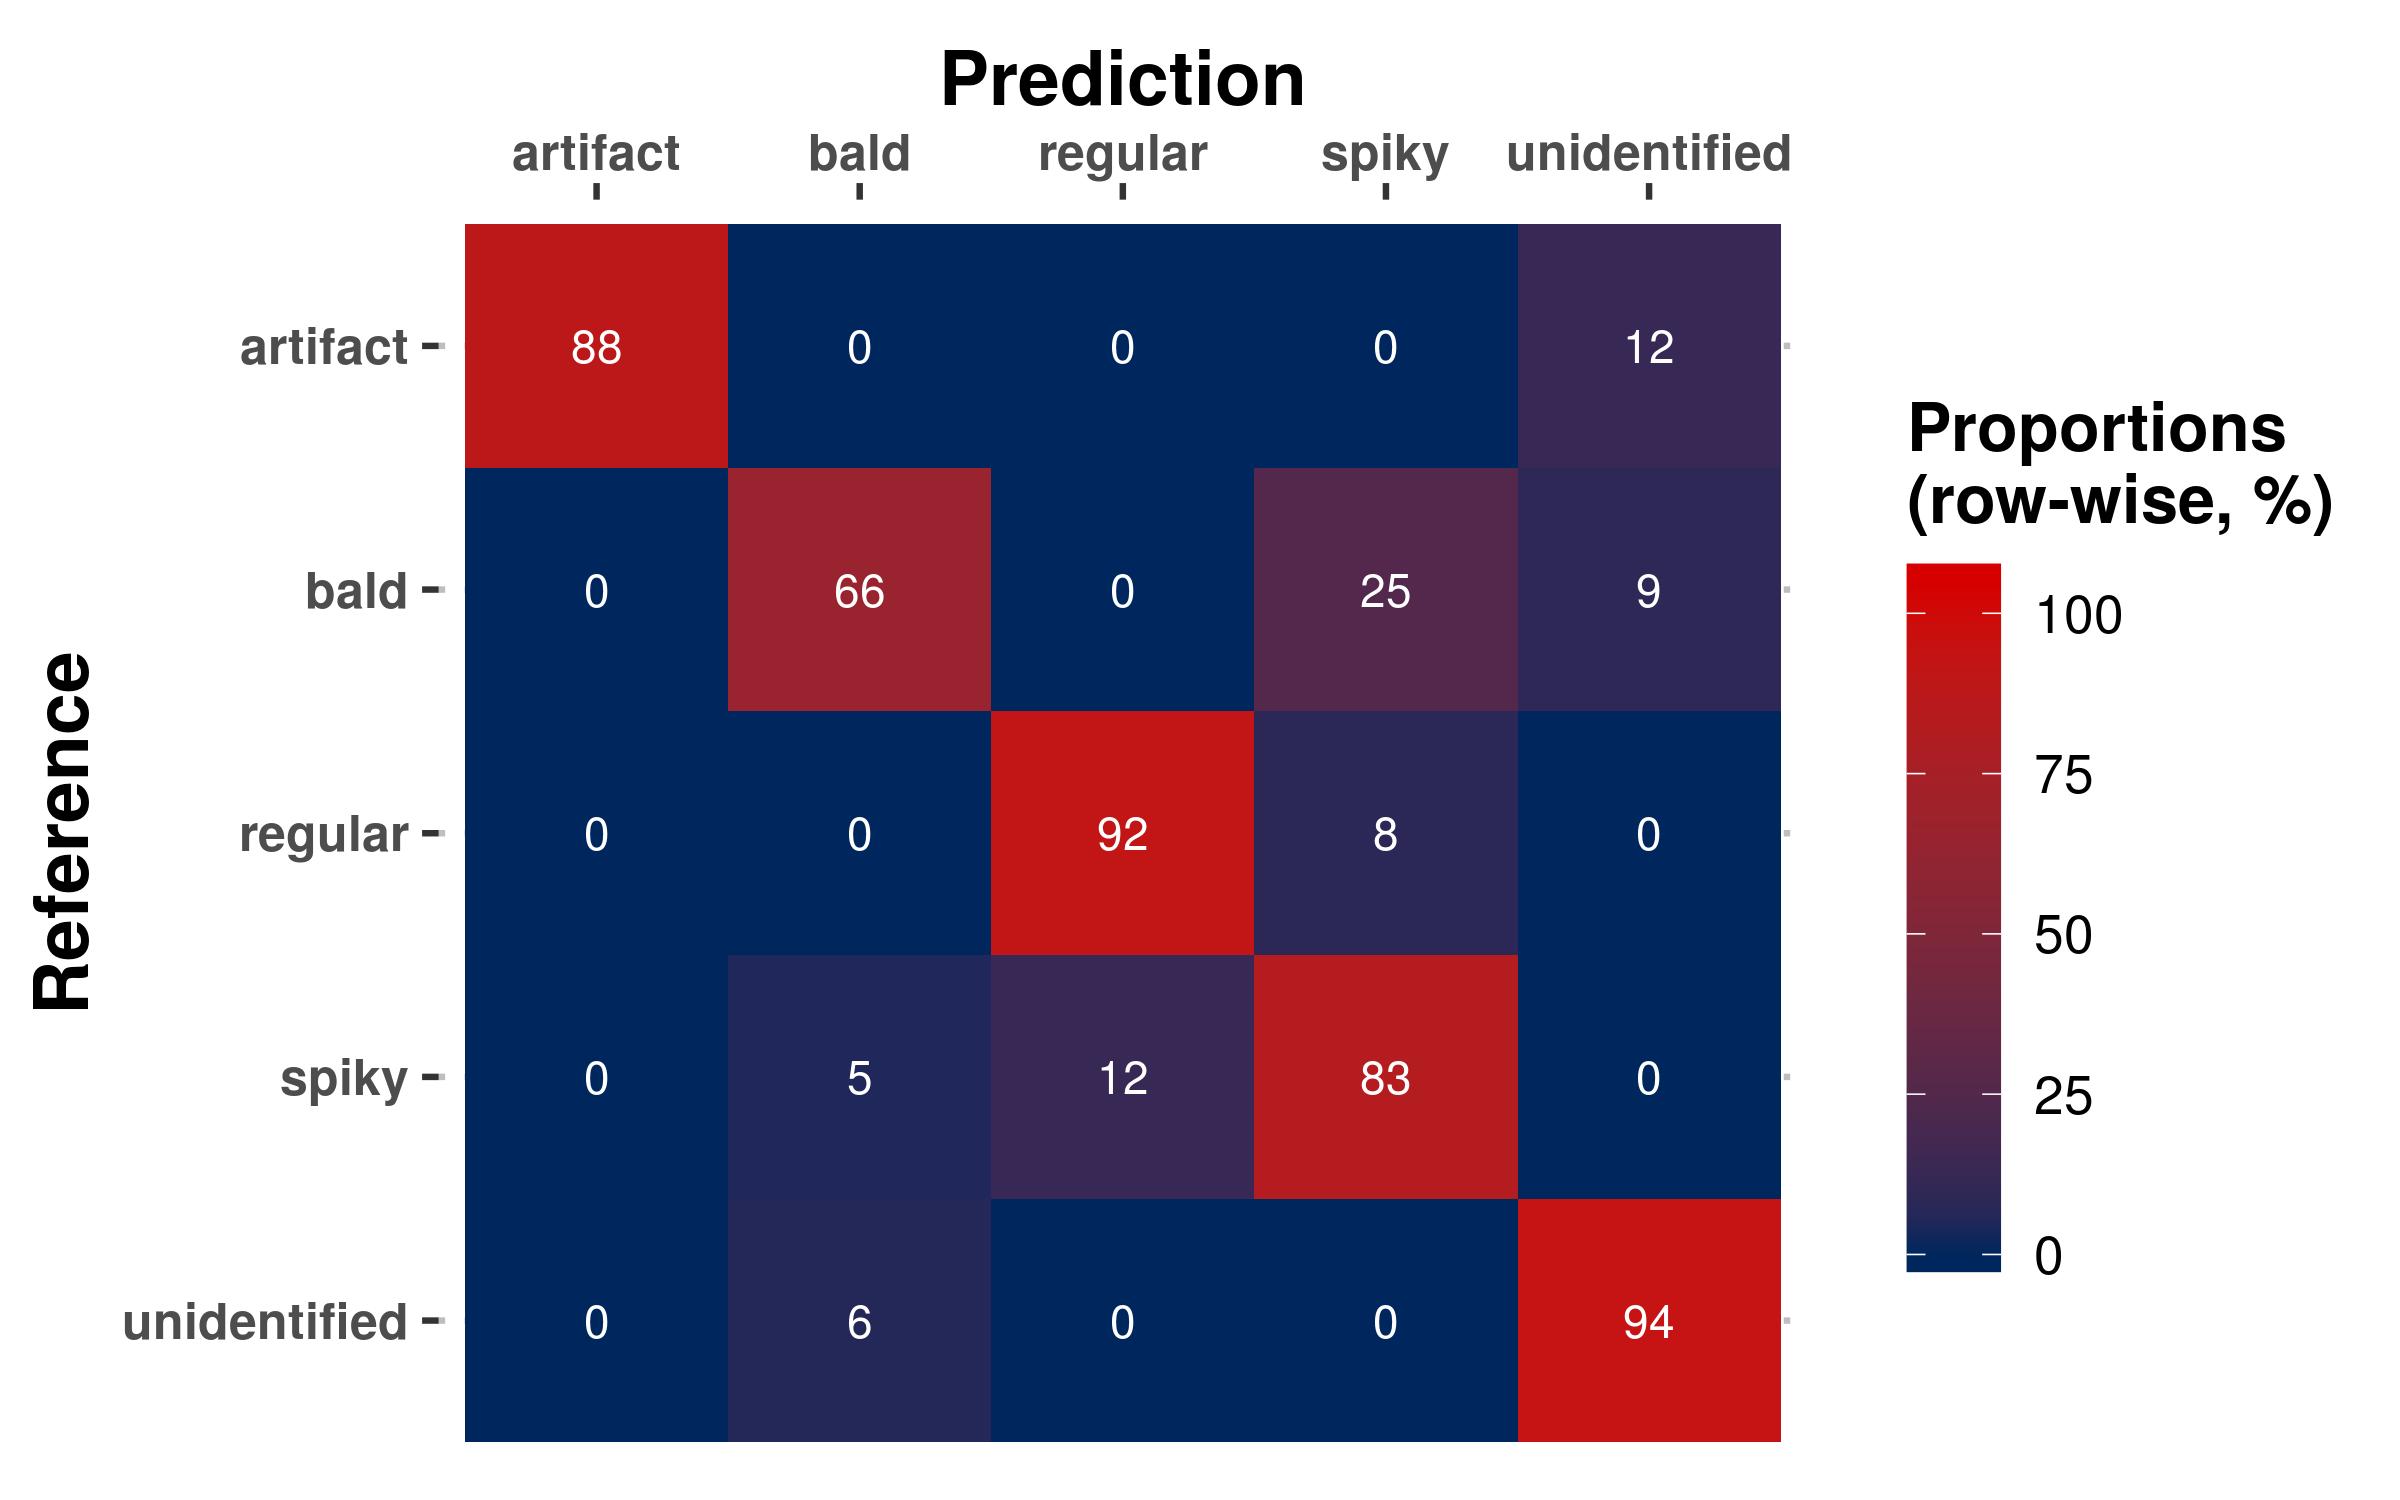 Prediction
artifact bald regular spiky unidentified
artifact 88 0 0 0 12
bald 0 66 0 25 9
regular 0 0 92 8 0
spiky 0 5 12 83 0
unidentified 0 6 0 0 94
Reference
Proportions
(row-wise, %)
100
75
50
25
0